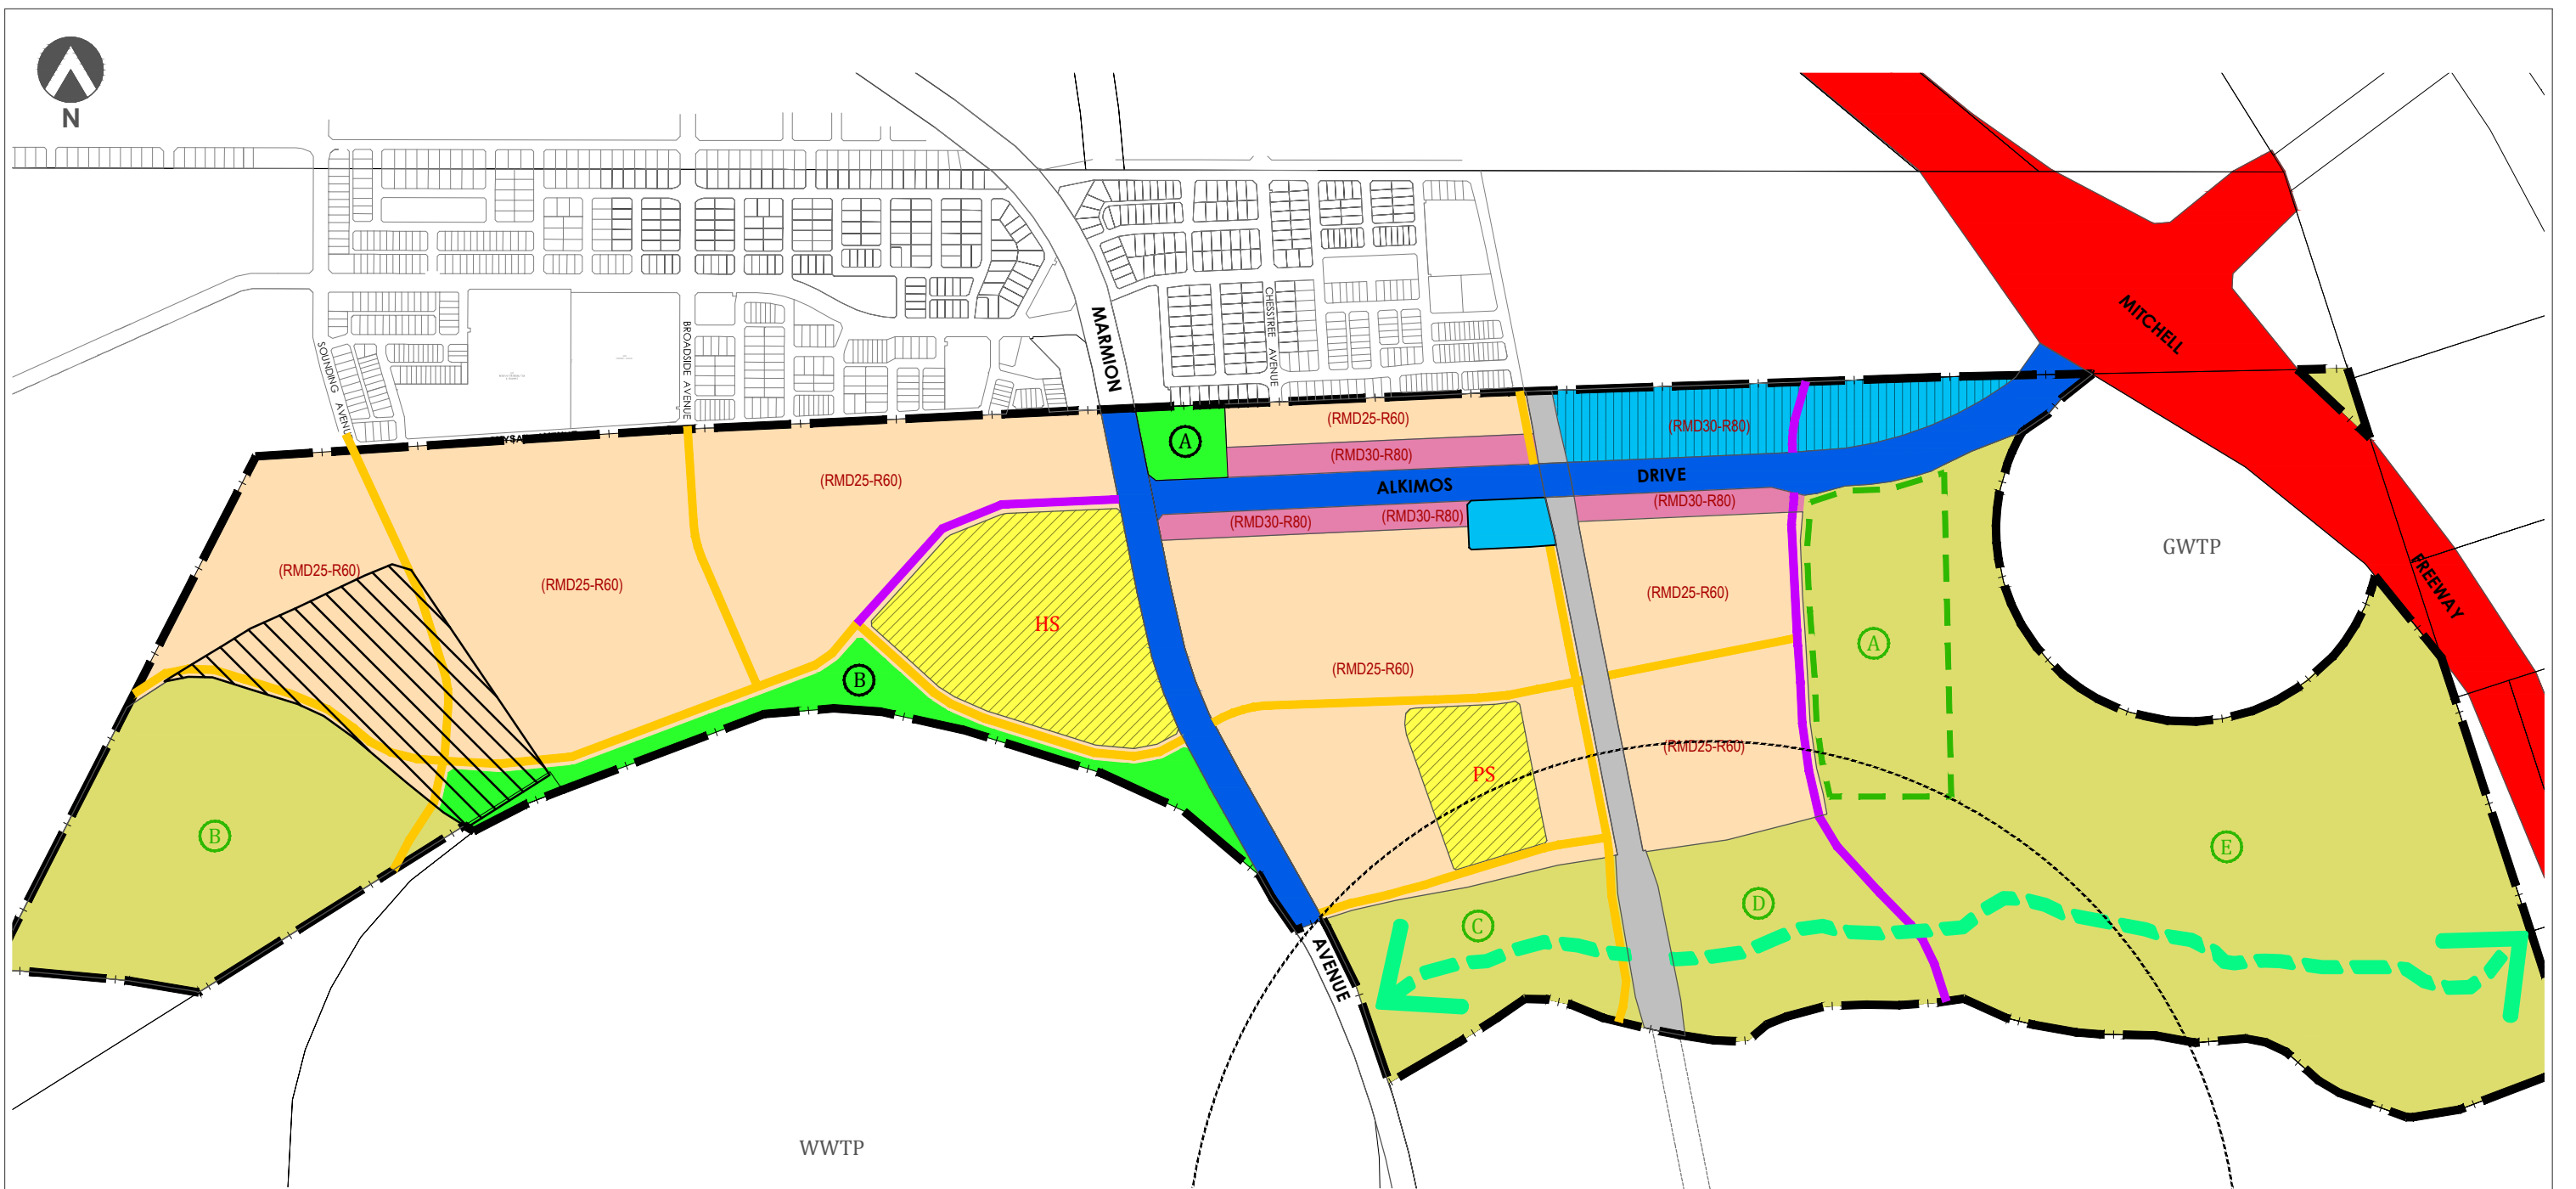 N
MARMION
CHESSTREE AVENUE
SOUNDING AVENUE
BROADSIDE AVENUE
MITCHELL
FREEWAY
(RMD25-R60)
(RMD30-R80)
A
(RMD30-R80)
(RMD25-R60)
ALKIMOS DRIVE
(RMD30-R80)
(RMD30-R80)
(RMD30-R80)
GWTP
(RMD25-R60)
(RMD25-R60)
(RMD25-R60)
HS
A
(RMD25-R60)
B
(RMD25-R60)
PS
B
E
D
C
AVENUE
WWTP